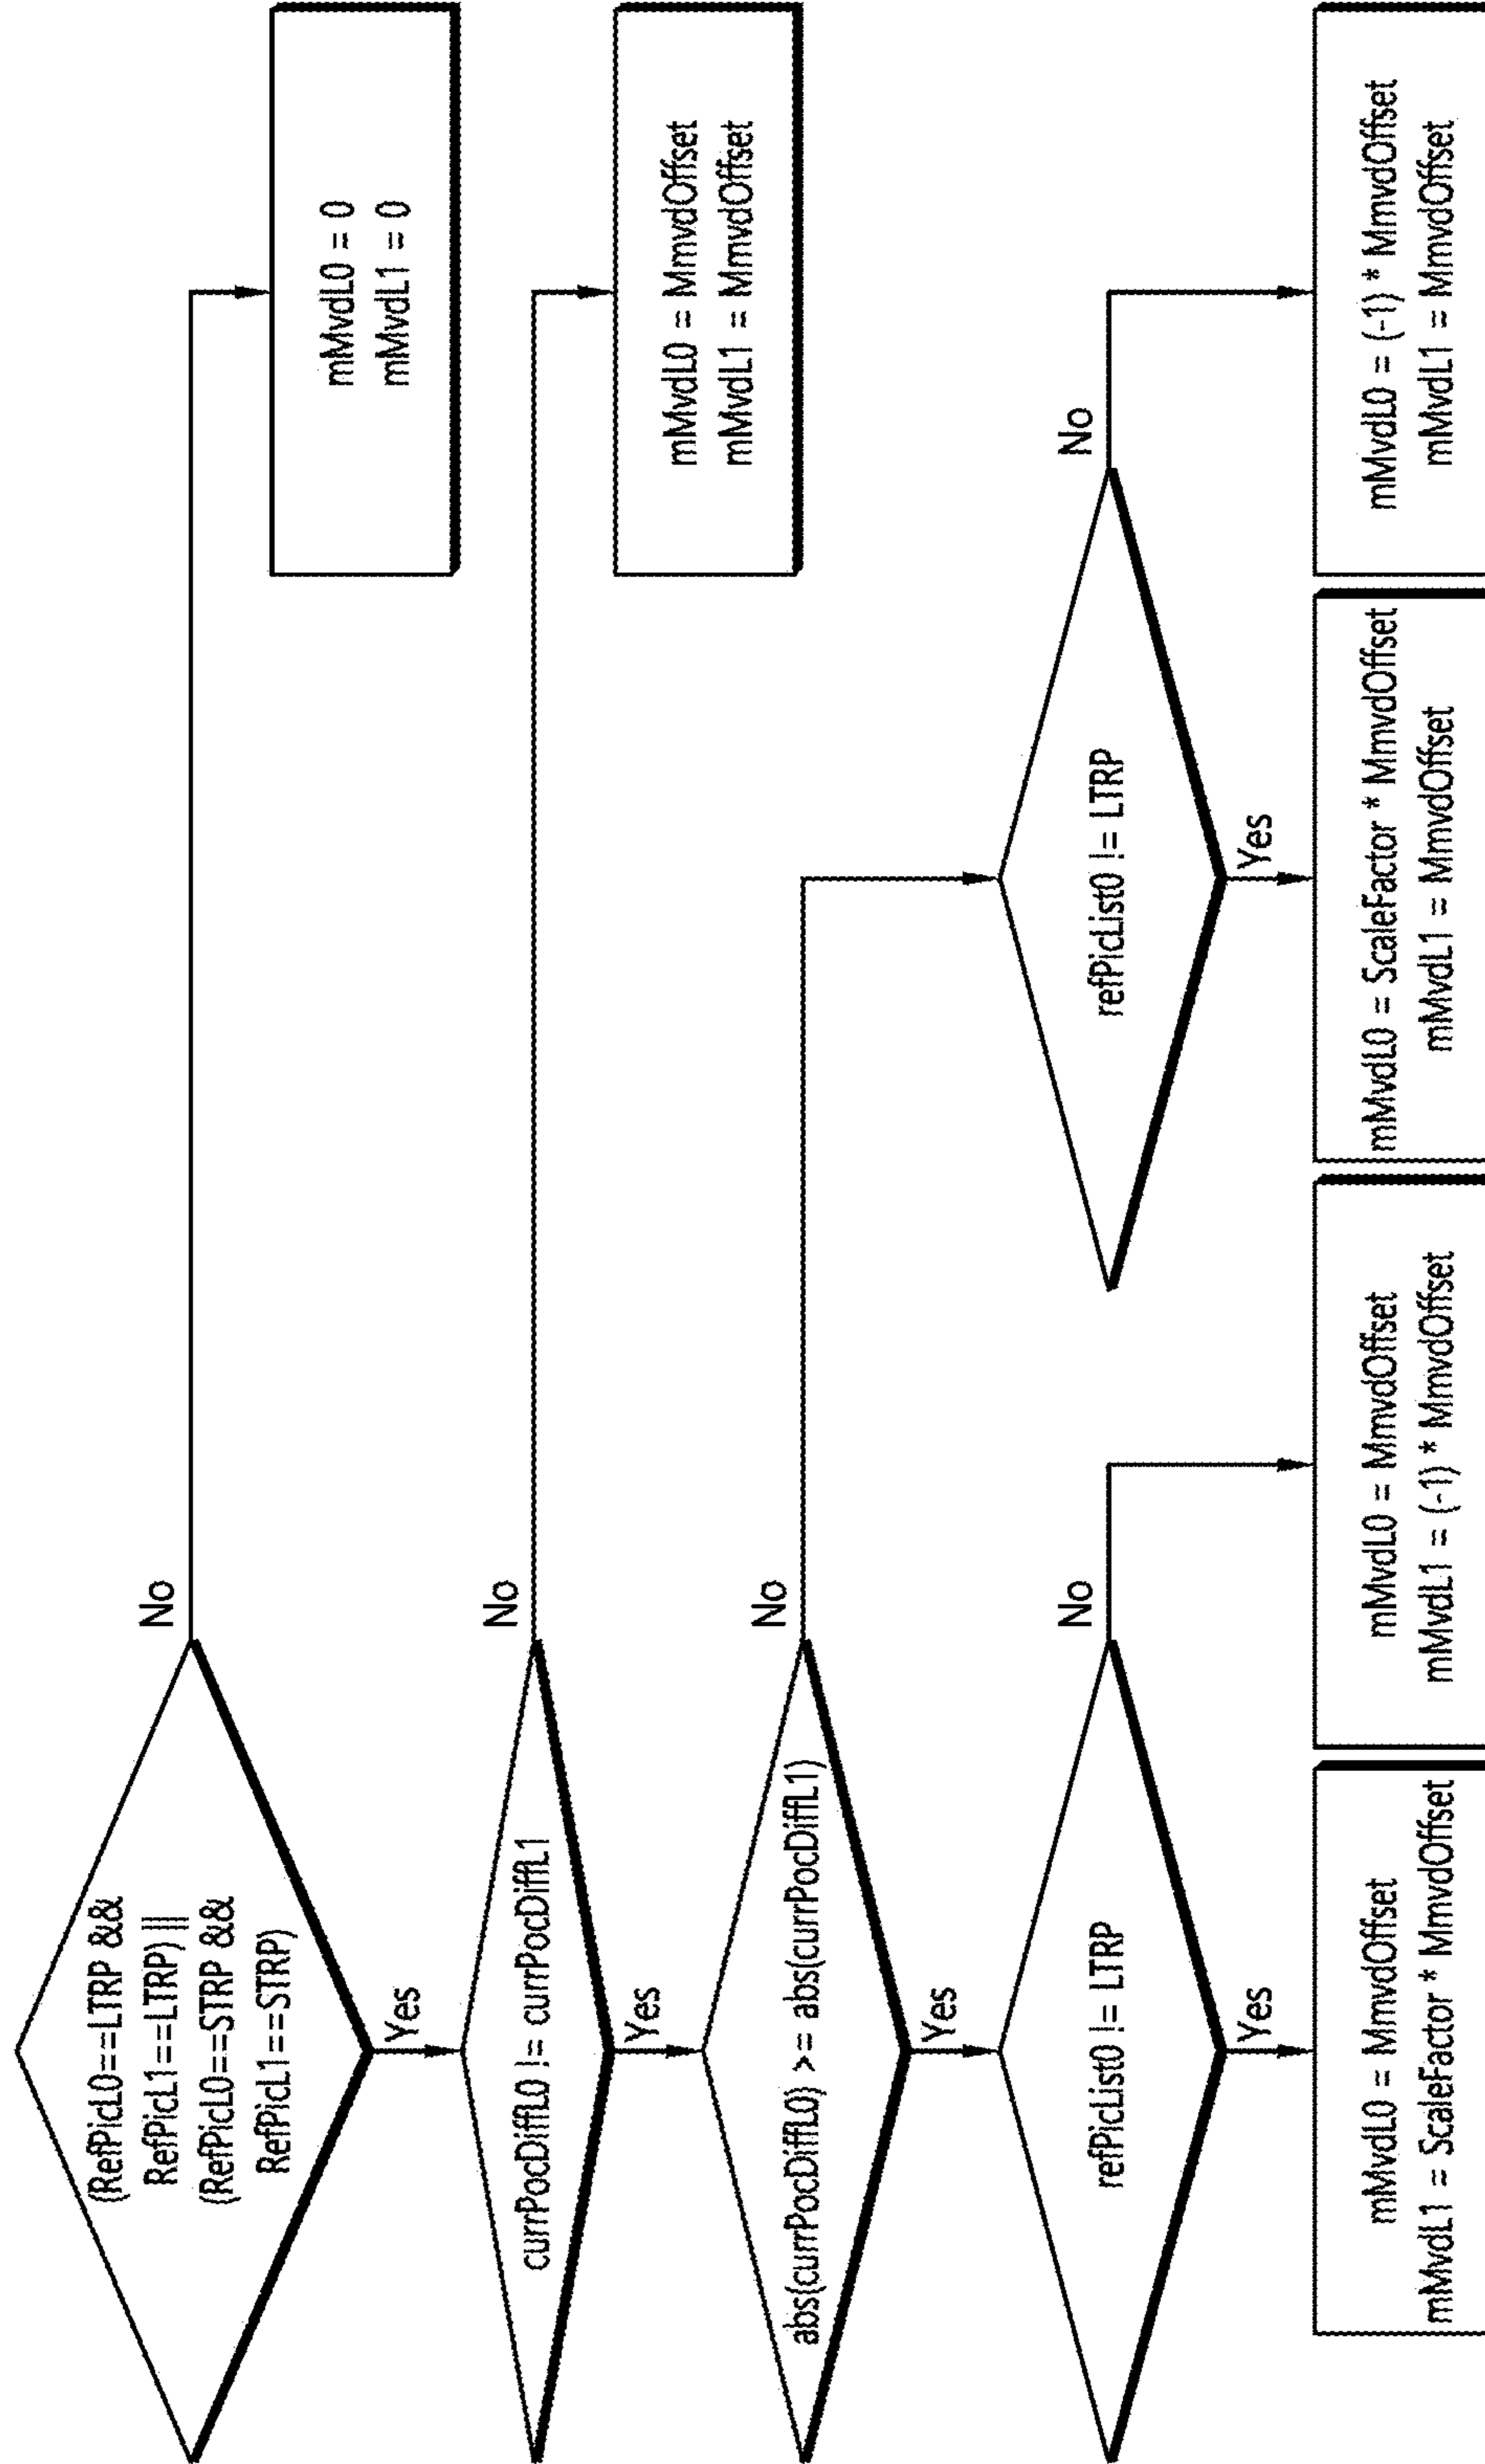 (RefPicL0==LTRP &&
RefPicL1==LTRP) ||
(RefPicL0==STRP &&
RefPicL1==STRP)
No
Yes
mMvdL0 = 0
mMvdL1 = 0
currPocDiffL0 != currPocDiffL1
No
Yes
mMvdL0 = MmvdOffset
mMvdL1 = MmvdOffset
abs(currPocDiffL0) >= abs(currPocDiffL1)
No
Yes
refPicList0 != LTRP
No
Yes
refPicList0 != LTRP
No
Yes
mMvdL0 = MmvdOffset
mMvdL1 = ScaleFactor * MmvdOffset
mMvdL0 = MmvdOffset
mMvdL1 = (-1) * MmvdOffset
mMvdL0 = ScaleFactor * MmvdOffset
mMvdL1 = MmvdOffset
mMvdL0 = (-1) * MmvdOffset
mMvdL1 = MmvdOffset